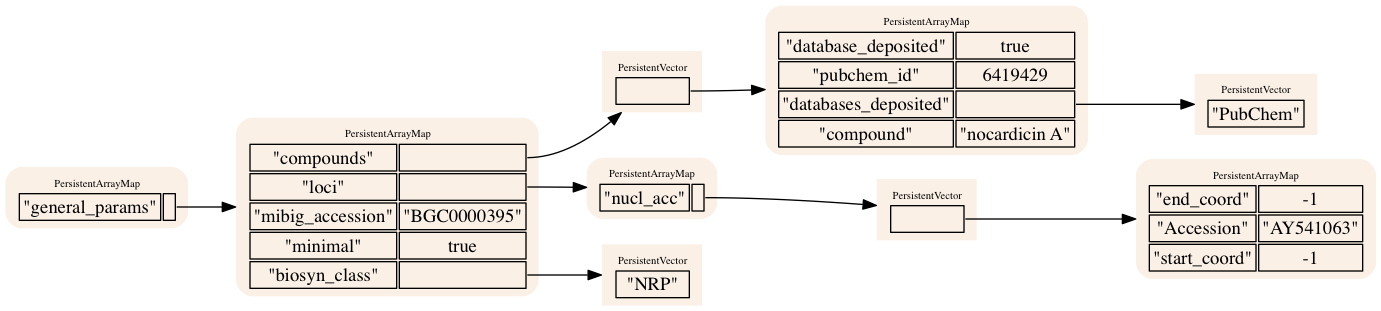 PersistentArrayMap
"general_params"
PersistentArrayMap
"compounds"
"loci"
"mibig_accession" "BGC0000395"
"minimal" true
"biosyn_class"
PersistentVector
PersistentArrayMap
"database_deposited" true
"pubchem_id" 6419429
"databases_deposited"
"compound" "nocardicin A"
PersistentVector
"PubChem"
PersistentArrayMap
"nucl_acc"
PersistentVector
PersistentArrayMap
"end_coord" -1
"Accession" "AY541063"
"start_coord" -1
PersistentVector
"NRP"